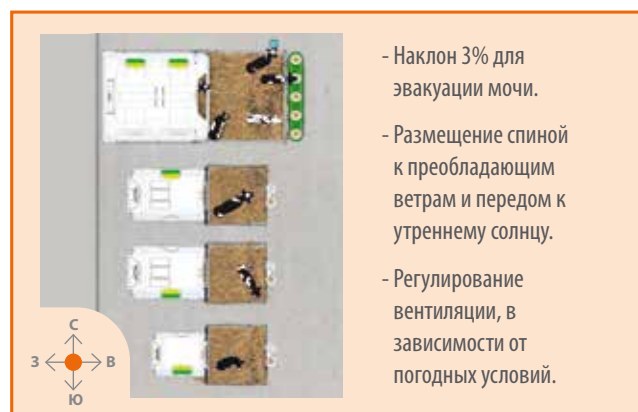 - Наклон 3% для
эвакуации мочи.
- Размещение спиной
к преобладающим
ветрам и передом к
утреннему солнцу.
- Регулирование
вентиляции, в
зависимости от
погодных условий.
С
З
В
Ю